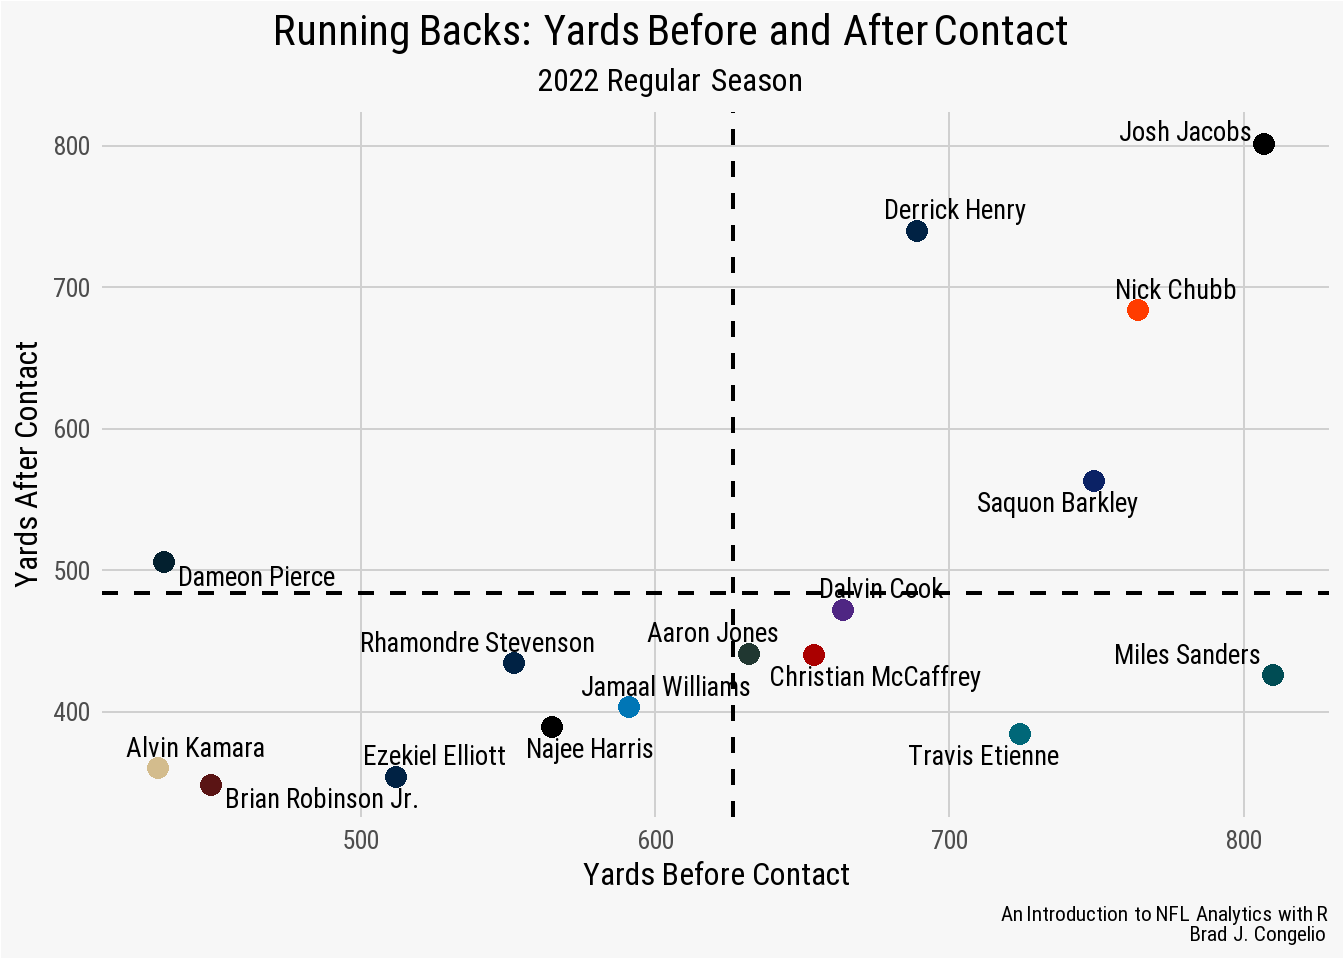 Running Backs: Yards Before and After Contact
2022 Regular Season
Josh Jacobs
800
Derrick Henry
Nick Chubb
700
Yards After Contact
600
Saquon Barkley
500
Dameon Pierce
Dalvin Cook
Aaron Jones
Rhamondre Stevenson
Miles Sanders
Christian McCaffrey
Jamaal Williams
400
Alvin Kamara
Najee Harris
Ezekiel Elliott
Travis Etienne
Brian Robinson Jr.
500 600 700 800
Yards Before Contact
An Introduction to NFL Analytics with R
Brad J. Congelio